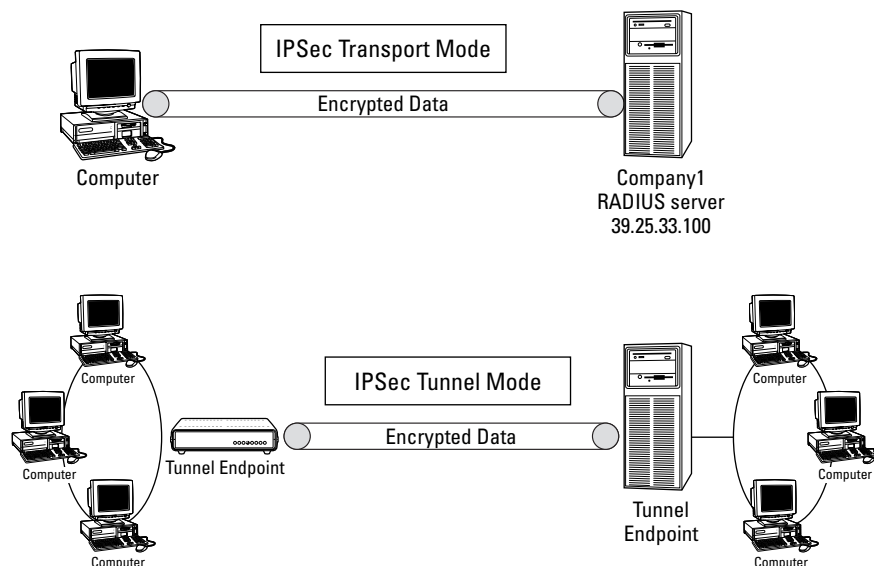 IPSec Transport Mode
Encrypted Data
Computer
Company1
RADIUS server
39.25.33.100
Computer
IPSec Tunnel Mode
Computer
Computer
Encrypted Data
Tunnel Endpoint
Computer
Computer
Tunnel
Endpoint
Computer
Computer